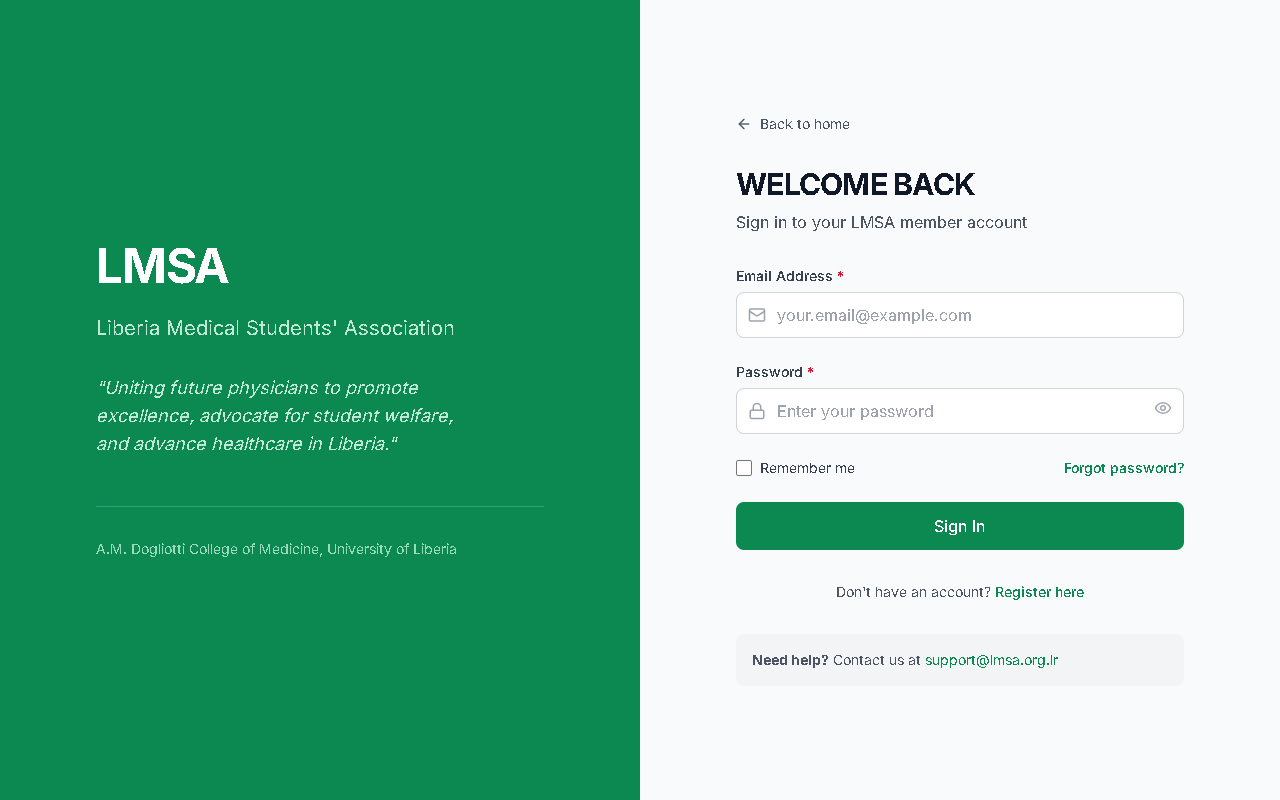 LMSA
Liberia Medical Students' Association
"Uniting future physicians to promote
excellence, advocate for student welfare,
and advance healthcare in Liberia."
A.M. Dogliotti College of Medicine, University of Liberia
Back to home
WELCOME BACK
Sign in to your LMSA member account
Email Address *
your.email@example.com
Password *
Enter your password
Remember me
Forgot password?
Sign In
Don't have an account? Register here
Need help? Contact us at support@lmsa.org.lr